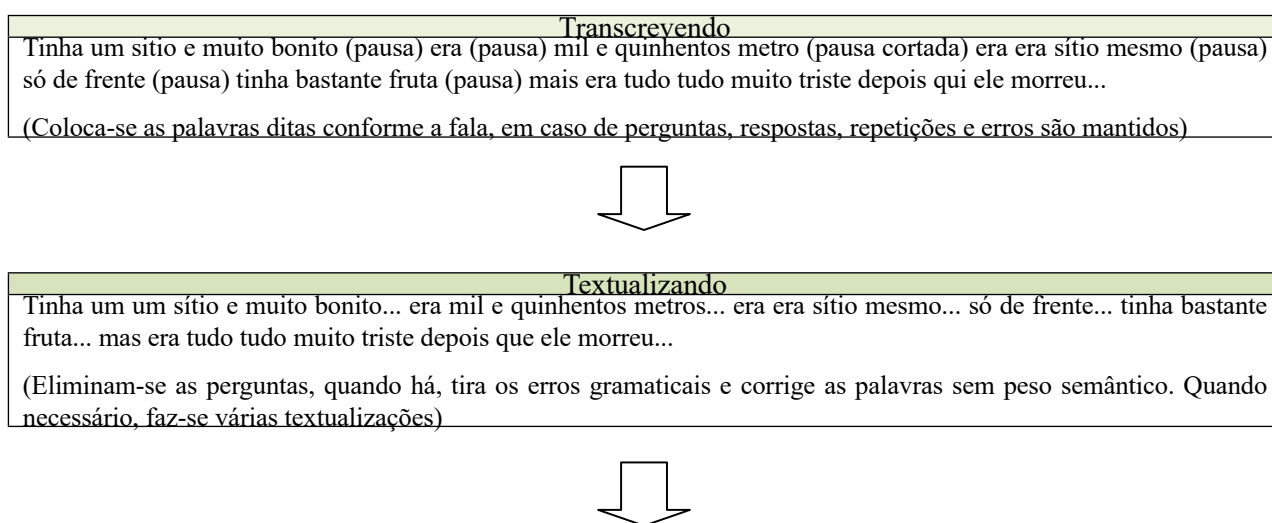 Transcrevendo
Tinha um sitio e muito bonito (pausa) era (pausa) mil e quinhentos metro (pausa cortada) era era sítio mesmo (pausa)
só de frente (pausa) tinha bastante fruta (pausa) mais era tudo tudo muito triste depois qui ele morreu...
(Coloca-se as palavras ditas conforme a fala, em caso de perguntas, respostas, repetições e erros são mantidos)
Textualizando
Tinha um um sítio e muito bonito... era mil e quinhentos metros... era era sítio mesmo... só de frente... tinha bastante
fruta... mas era tudo tudo muito triste depois que ele morreu...
(Eliminam-se as perguntas, quando há, tira os erros gramaticais e corrige as palavras sem peso semântico. Quando
necessário, faz-se várias textualizações)